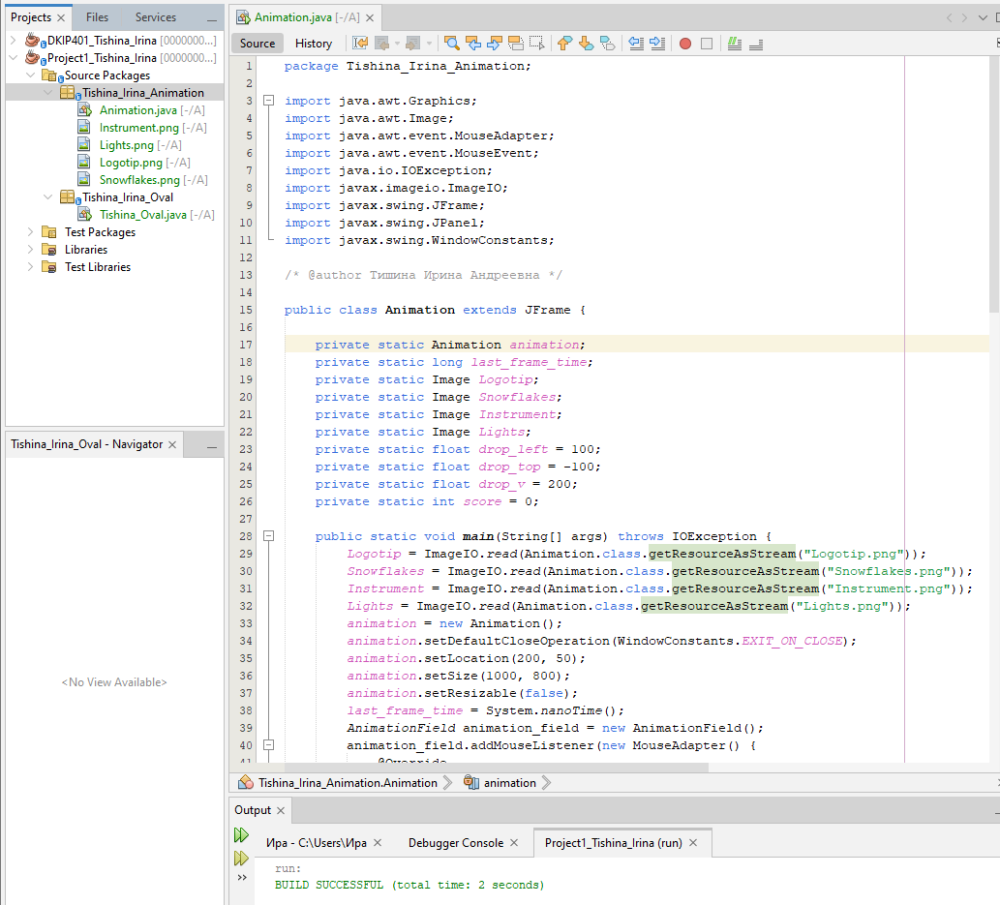 Projects × Files Services
DKIP401_Tishina_Irina [0000000...]
Project1_Tishina_Irina [0000000...]
Source Packages
Tishina_Irina_Animation
Animation.java [-/A]
Instrument.png [-/A]
Lights.png [-/A]
Logotip.png [-/A]
Snowflakes.png [-/A]
Tishina_Irina_Oval
Tishina_Oval.java [-/A]
Test Packages
Libraries
Test Libraries
Tishina_Irina_Oval - Navigator ×
<No View Available>
Animation.java [-/A] ×
Source History
1 package Tishina_Irina_Animation;
2
3 import java.awt.Graphics;
4 import java.awt.Image;
5 import java.awt.event.MouseAdapter;
6 import java.awt.event.MouseEvent;
7 import java.io.IOException;
8 import javax.imageio.ImageIO;
9 import javax.swing.JFrame;
10 import javax.swing.JPanel;
11 import javax.swing.WindowConstants;
12
13 /* @author Тишина Ирина Андреевна */
14
15 public class Animation extends JFrame {
16
17 private static Animation animation;
18 private static long last_frame_time;
19 private static Image Logotip;
20 private static Image Snowflakes;
21 private static Image Instrument;
22 private static Image Lights;
23 private static float drop_left = 100;
24 private static float drop_top = -100;
25 private static float drop_v = 200;
26 private static int score = 0;
27
28 public static void main(String[] args) throws IOException {
29 Logotip = ImageIO.read(Animation.class.getResourceAsStream("Logotip.png"));
30 Snowflakes = ImageIO.read(Animation.class.getResourceAsStream("Snowflakes.png"));
31 Instrument = ImageIO.read(Animation.class.getResourceAsStream("Instrument.png"));
32 Lights = ImageIO.read(Animation.class.getResourceAsStream("Lights.png"));
33 animation = new Animation();
34 animation.setDefaultCloseOperation(WindowConstants.EXIT_ON_CLOSE);
35 animation.setLocation(200, 50);
36 animation.setSize(1000, 800);
37 animation.setResizable(false);
38 last_frame_time = System.nanoTime();
39 AnimationField animation_field = new AnimationField();
40 animation_field.addMouseListener(new MouseAdapter() {
41 @Override
Tishina_Irina_Animation.Animation animation
Output ×
Ира - C:\Users\Ира × Debugger Console × Project1_Tishina_Irina (run) ×
run:
BUILD SUCCESSFUL (total time: 2 seconds)